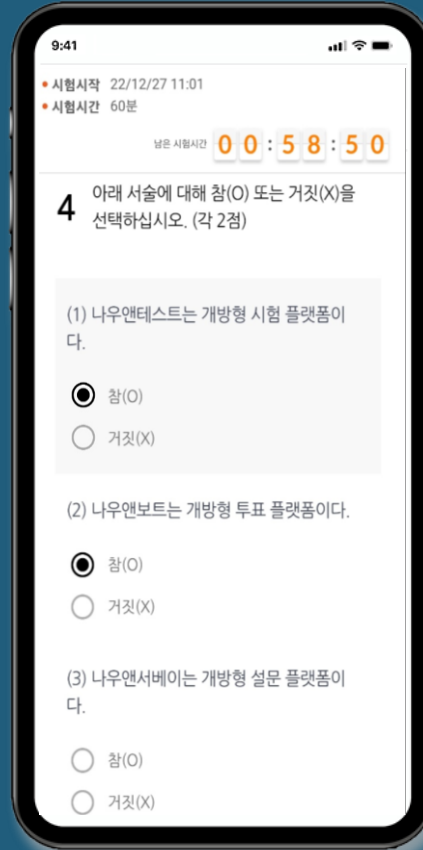 9:41
• 시험시작 22/12/27 11:01
• 시험시간 60분
남은 시험시간 00:58:50
4 아래 서술에 대해 참(O) 또는 거짓(X)을
선택하십시오. (각 2점)
(1) 나우앤테스트는 개방형 시험 플랫폼이
다.
참(O)
거짓(X)
(2) 나우앤보트는 개방형 투표 플랫폼이다.
참(O)
거짓(X)
(3) 나우앤서베이는 개방형 설문 플랫폼이
다.
참(O)
거짓(X)